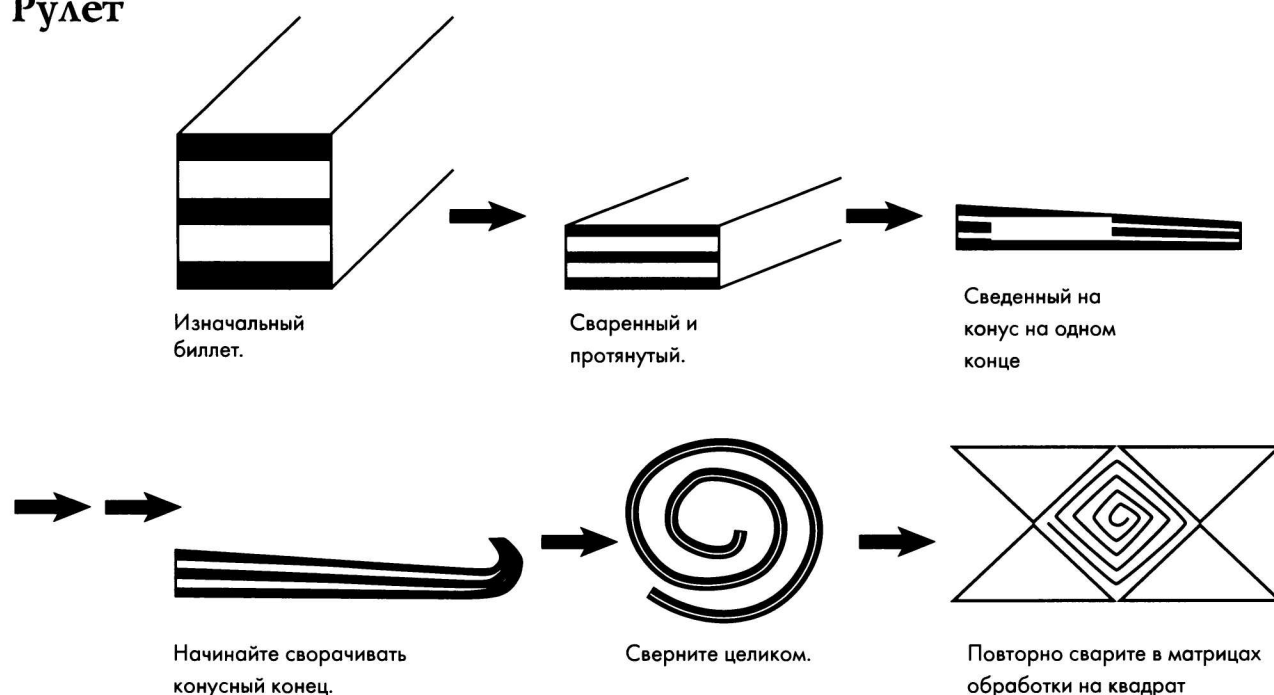 Рулет
Изначальный
биллет.
Сваренный и
протянутый.
Сведенный на
конус на одном
конце
Начинайте сворачивать
конусный конец.
Сверните целиком.
Повторно сварите в матрицах
обработки на квадрат